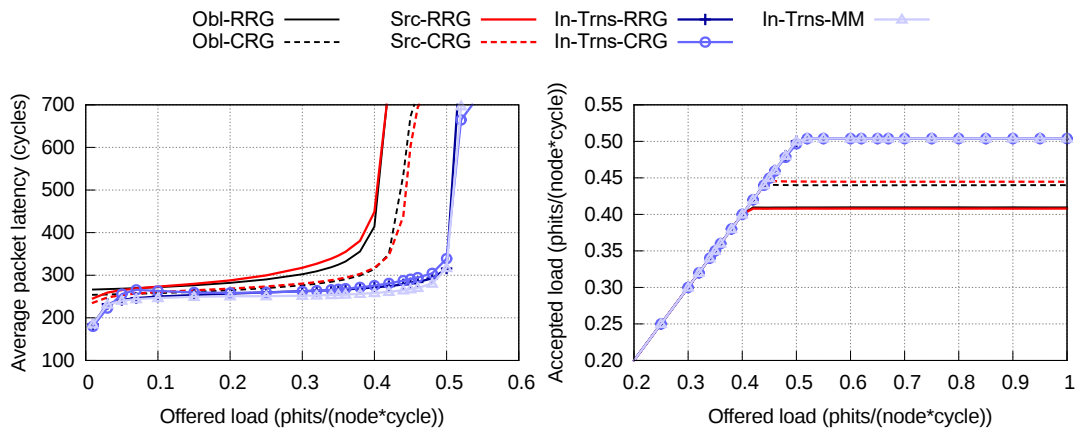 Obl-RRG
Obl-CRG
Src-RRG
Src-CRG
In-Trns-RRG
In-Trns-CRG
In-Trns-MM
Average packet latency (cycles)
700
600
500
400
300
200
100
0
0.1
0.2
0.3
0.4
0.5
0.6
Offered load (phits/(node*cycle))
Accepted load (phits/(node*cycle))
0.55
0.50
0.45
0.40
0.35
0.30
0.25
0.20
0.2
0.3
0.4
0.5
0.6
0.7
0.8
0.9
1
Offered load (phits/(node*cycle))